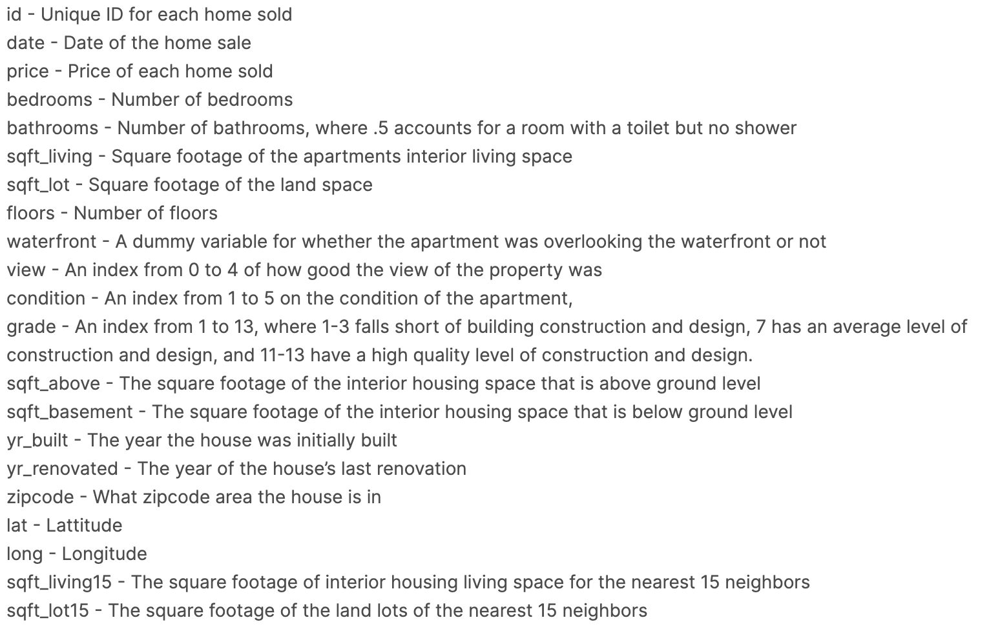 id - Unique ID for each home sold
date - Date of the home sale
price - Price of each home sold
bedrooms - Number of bedrooms
bathrooms - Number of bathrooms, where .5 accounts for a room with a toilet but no shower
sqft_living - Square footage of the apartments interior living space
sqft_lot - Square footage of the land space
floors - Number of floors
waterfront - A dummy variable for whether the apartment was overlooking the waterfront or not
view - An index from 0 to 4 of how good the view of the property was
condition - An index from 1 to 5 on the condition of the apartment,
grade - An index from 1 to 13, where 1-3 falls short of building construction and design, 7 has an average level of
construction and design, and 11-13 have a high quality level of construction and design.
sqft_above - The square footage of the interior housing space that is above ground level
sqft_basement - The square footage of the interior housing space that is below ground level
yr_built - The year the house was initially built
yr_renovated - The year of the house’s last renovation
zipcode - What zipcode area the house is in
lat - Lattitude
long - Longitude
sqft_living15 - The square footage of interior housing living space for the nearest 15 neighbors
sqft_lot15 - The square footage of the land lots of the nearest 15 neighbors